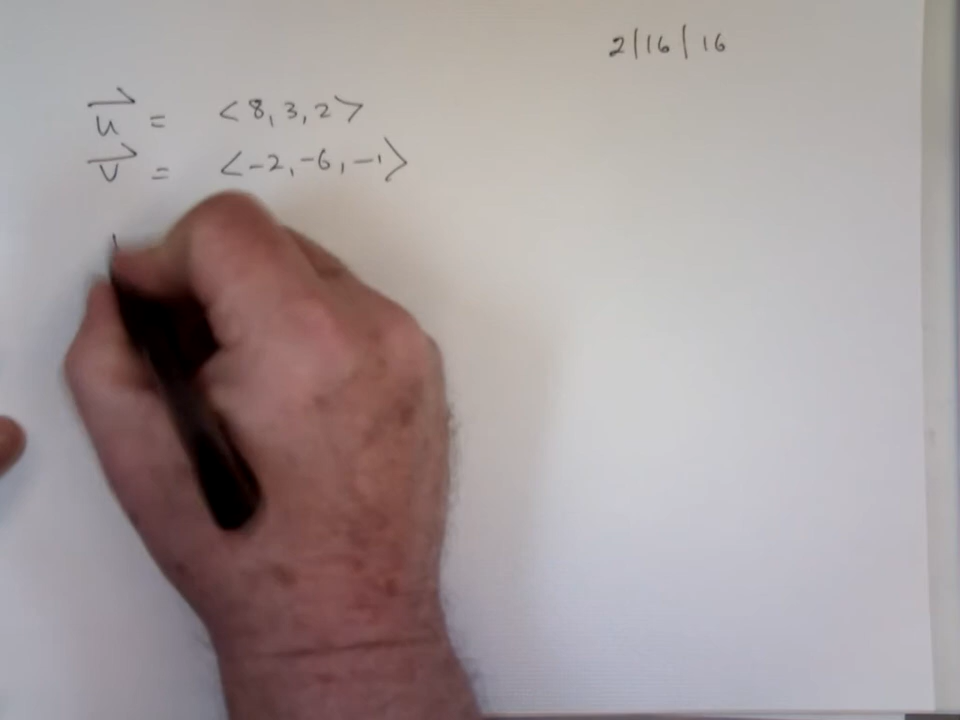 2|16|16
u⃗ = <8, 3, 2>
v⃗ = <-2, -6, -1>